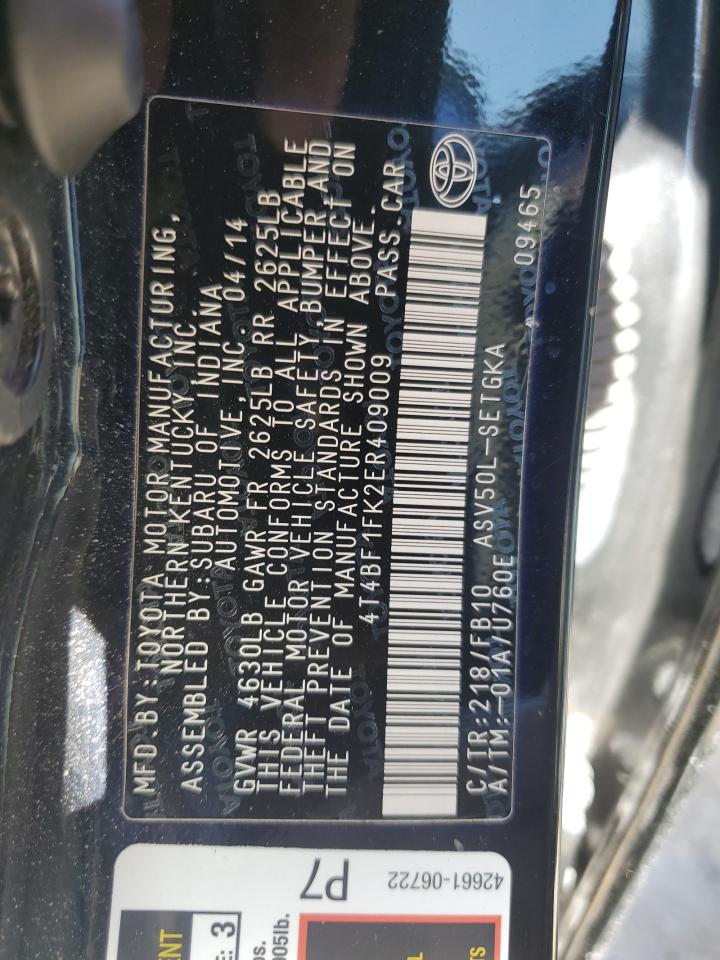 MFD.BY:TOYOTA MOTOR MANUFACTURING,
NORTHERN KENTUCKY,INC.
ASSEMBLED BY:SUBARU OF INDIANA
AUTOMOTIVE,INC. 04/14
GVWR 4630LB GAWR FR 2625LB RR 2625LB
THIS VEHICLE CONFORMS TO ALL APPLICABLE
FEDERAL MOTOR VEHICLE SAFETY, BUMPER,AND
THEFT PREVENTION STANDARDS IN EFFECT ON
THE DATE OF MANUFACTURE SHOWN ABOVE.
4T4BF1FK2ER409009 PASS.CAR
C/TR:218/FB10 ASV50L-SETGKA
A/TM:-01A/U760E 09465
P7
42661-06722
3
005lb.